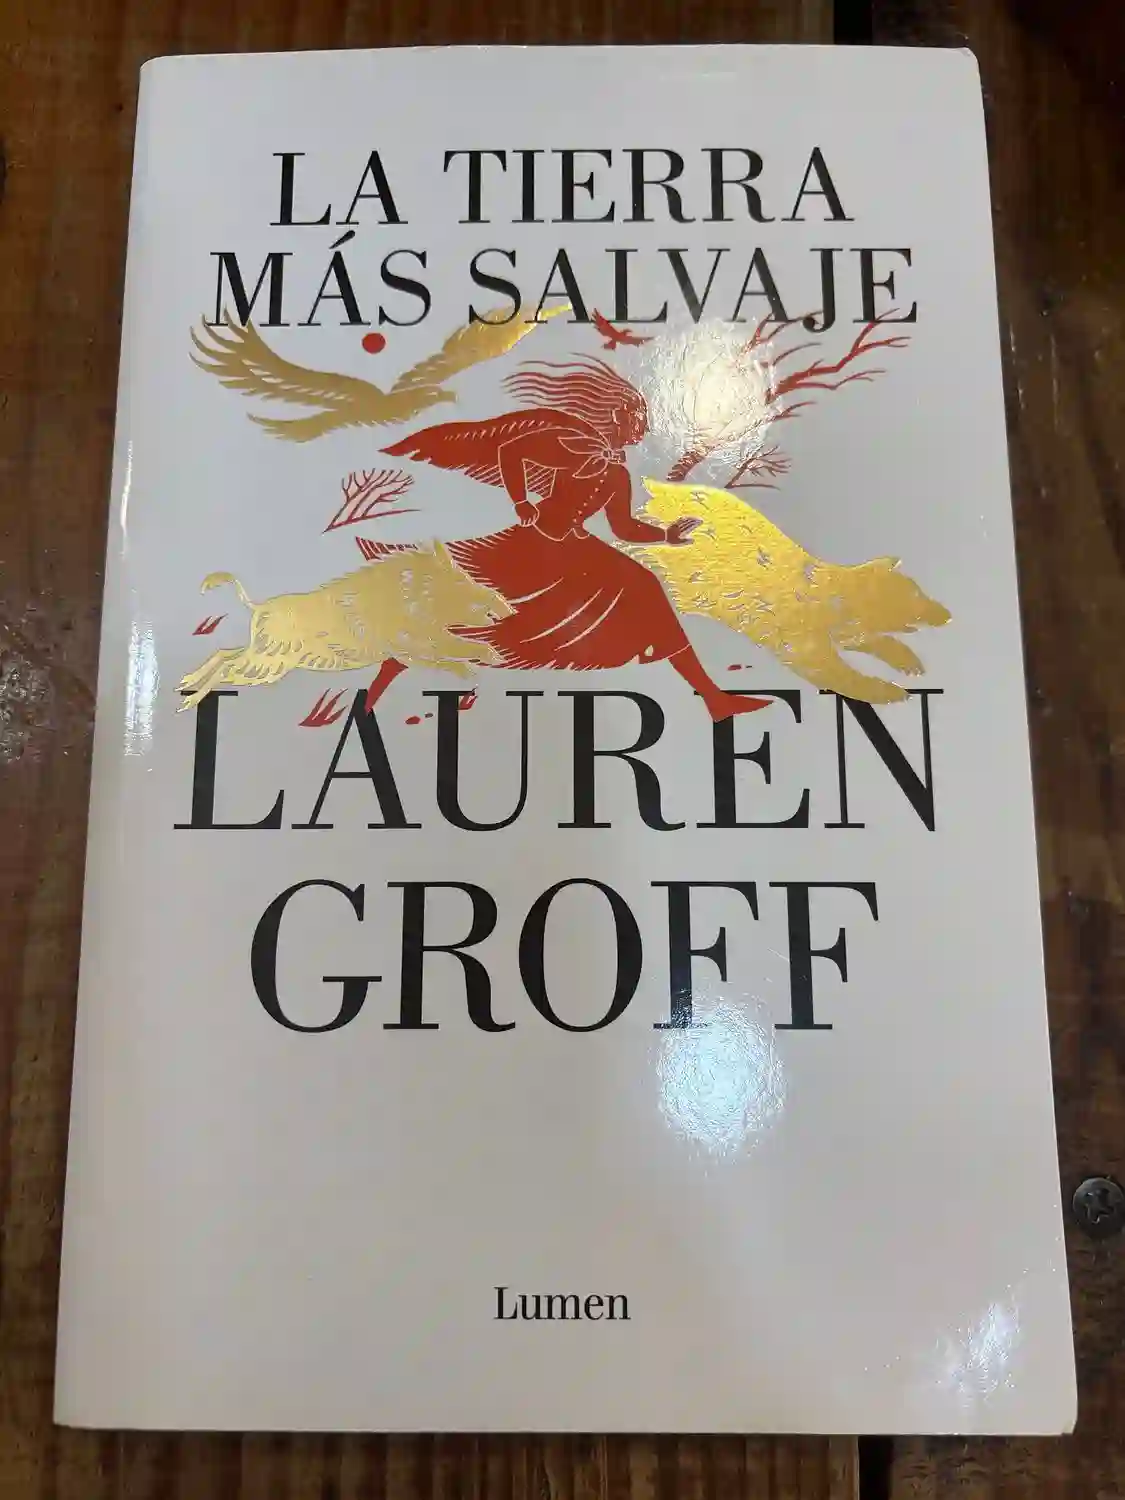 LA TIERRA
MÁS SALVAJE
LAUREN
GROFF
Lumen